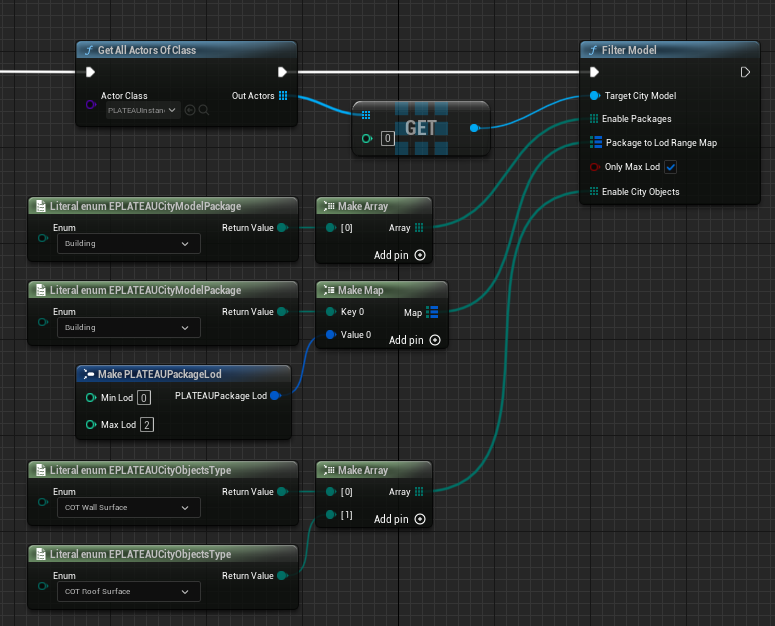 Get All Actors Of Class
Actor Class
Out Actors
PLATEAUInstan
GET
0
Filter Model
Target City Model
Enable Packages
Package to Lod Range Map
Only Max Lod
Enable City Objects
Literal enum EPLATEAUCityModelPackage
Enum
Return Value
Building
Make Array
[0]
Array
Add pin
Literal enum EPLATEAUCityModelPackage
Enum
Return Value
Building
Make Map
Key 0
Map
Value 0
Add pin
Make PLATEAUPackageLod
Min Lod 0
PLATEAUPackage Lod
Max Lod 2
Literal enum EPLATEAUCityObjectsType
Enum
Return Value
COT Wall Surface
Make Array
[0]
Array
[1]
Add pin
Literal enum EPLATEAUCityObjectsType
Enum
Return Value
COT Roof Surface